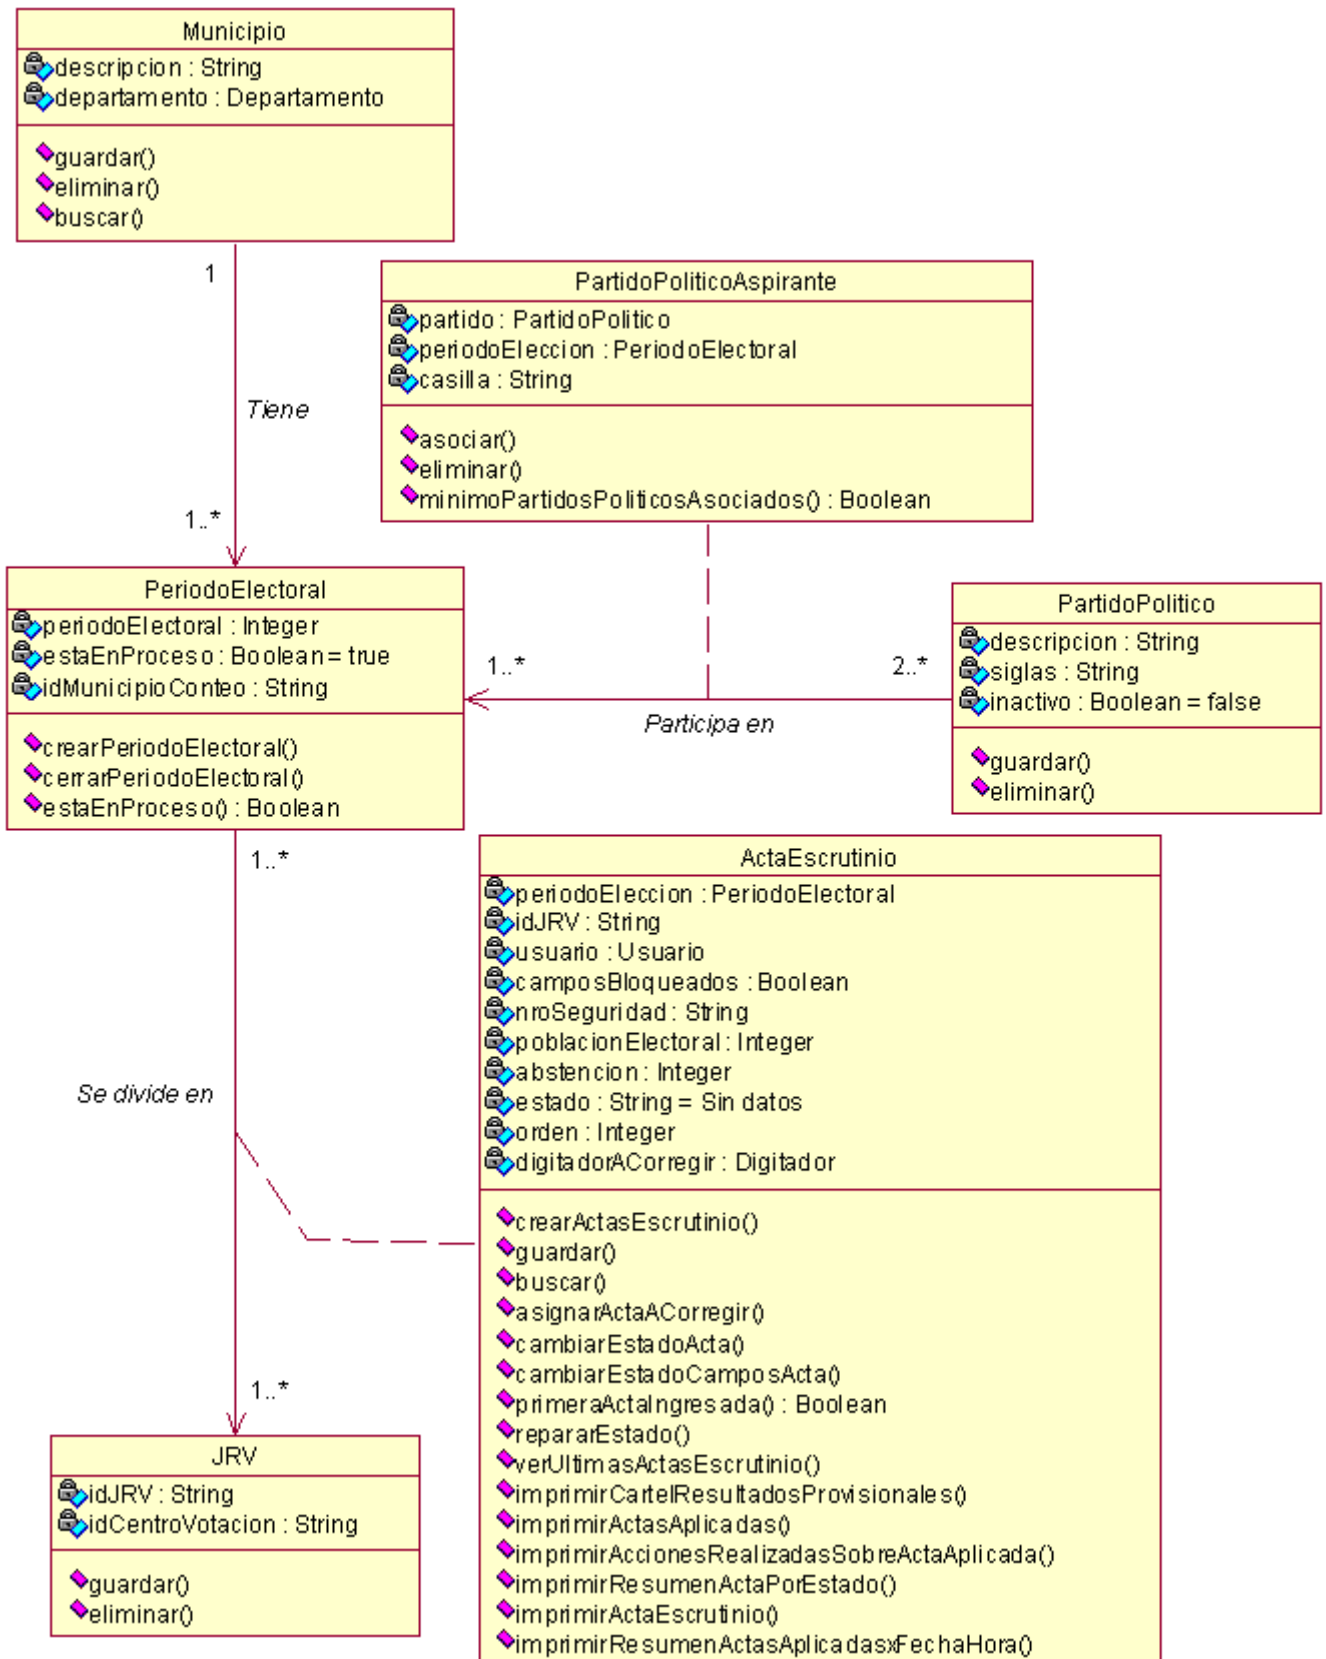 Municipio
descripcion : String
departamento : Departamento
guardar()
eliminar()
buscar()
1
Tiene
1..*
PartidoPoliticoAspirante
partido : PartidoPolitico
periodoEleccion : PeriodoElectoral
casilla : String
asociar()
eliminar()
minimoPartidosPoliticosAsociados() : Boolean
PeriodoElectoral
periodoElectoral : Integer
estaEnProceso : Boolean = true
idMunicipioConteo : String
crearPeriodoElectoral()
cerrarPeriodoElectoral()
estaEnProceso() : Boolean
1..*
2..*
Participa en
PartidoPolitico
descripcion : String
siglas : String
inactivo : Boolean = false
guardar()
eliminar()
1..*
Se divide en
1..*
ActaEscrutinio
periodoEleccion : PeriodoElectoral
idJRV : String
usuario : Usuario
camposBloqueados : Boolean
nroSeguridad : String
poblacionElectoral : Integer
abstencion : Integer
estado : String = Sin datos
orden : Integer
digitadorACorregir : Digitador
crearActasEscrutinio()
guardar()
buscar()
asignarActaACorregir()
cambiarEstadoActa()
cambiarEstadoCamposActa()
primeraActaIngresada() : Boolean
repararEstado()
verUltimasActasEscrutinio()
imprimirCartelResultadosProvisionales()
imprimirActasAplicadas()
imprimirAccionesRealizadasSobreActaAplicada()
imprimirResumenActaPorEstado()
imprimirActaEscrutinio()
imprimirResumenActasAplicadasxFechaHora()
JRV
idJRV : String
idCentroVotacion : String
guardar()
eliminar()